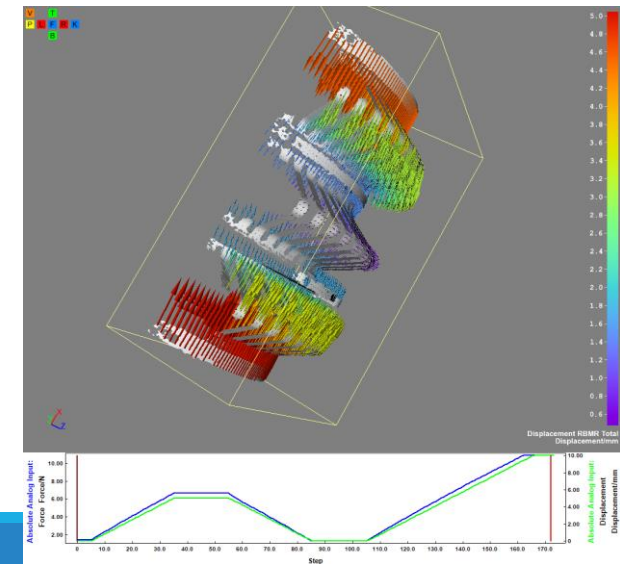 V T
P L F R K
B
5.0
4.8
4.6
4.4
4.2
4.0
3.8
3.6
3.4
3.2
3.0
2.8
2.6
2.4
2.2
2.0
1.8
1.6
1.4
1.2
1.0
0.8
0.6
X
Z
Displacement RBMR Total
Displacement/mm
Absolute Analog Input:
Force Force/N
10.00
8.00
6.00
4.00
2.00
10.00
8.00
6.00
4.00
2.00
0
Absolute Analog Input:
Displacement
Displacement/mm
0 10.0 20.0 30.0 40.0 50.0 60.0 70.0 80.0 90.0 100.0 110.0 120.0 130.0 140.0 150.0 160.0 170.0
Step